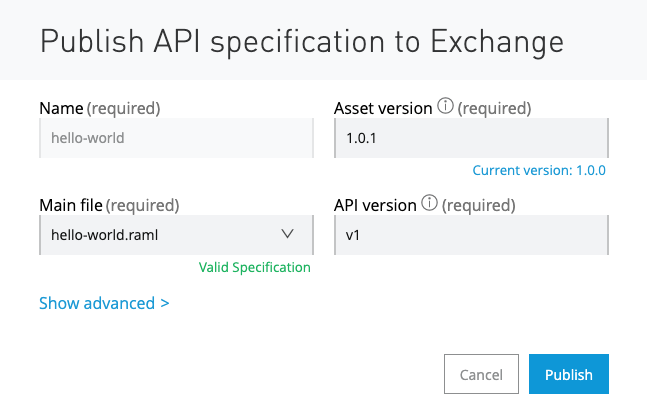 Publish API specification to Exchange
Name (required)
Asset version ⓘ (required)
hello-world
1.0.1
Current version: 1.0.0
Main file (required)
API version ⓘ (required)
hello-world.raml
v1
Valid Specification
Show advanced >
Cancel
Publish